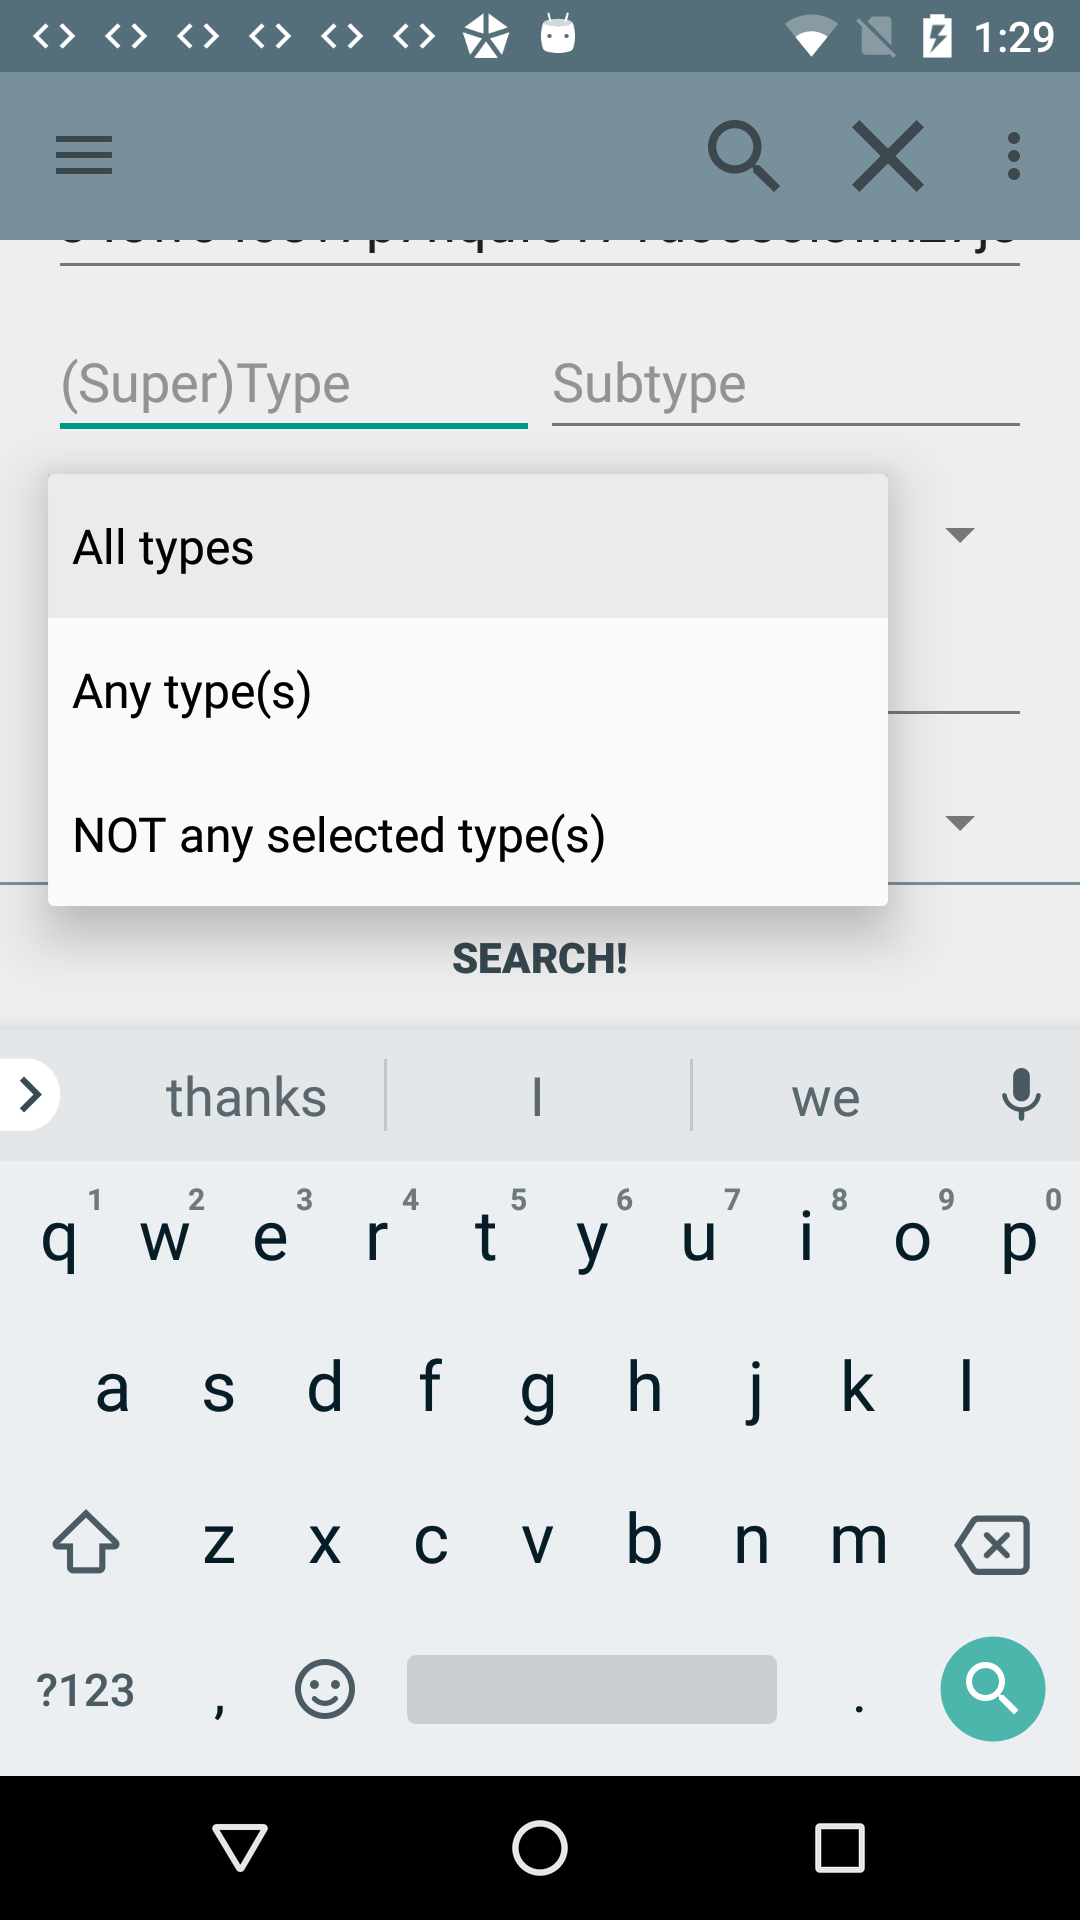 1:29
(Super)Type Subtype
All types
Any type(s)
NOT any selected type(s)
SEARCH!
thanks I we
1 2 3 4 5 6 7 8 9 0
q w e r t y u i o p
a s d f g h j k l
z x c v b n m
?123 , .